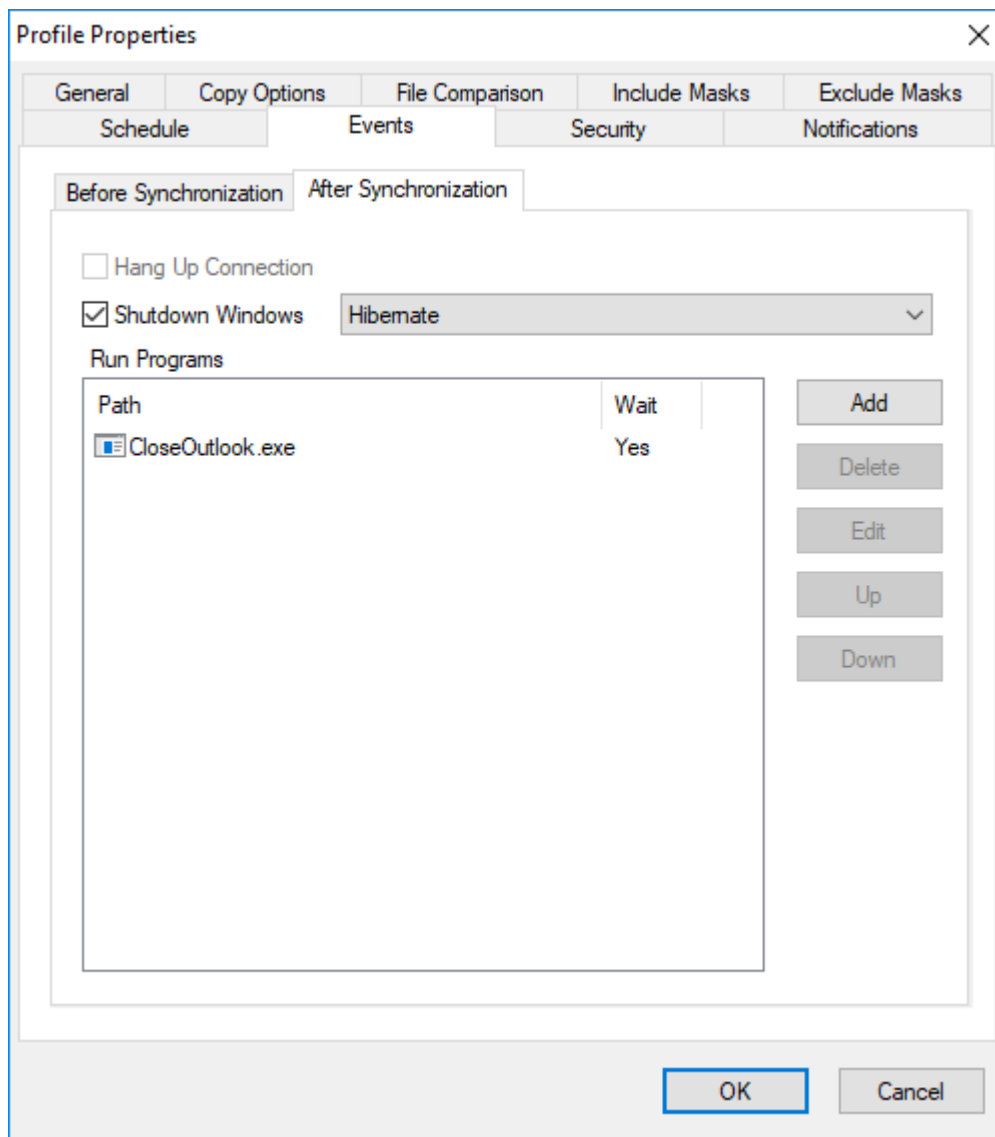 Profile Properties
General Copy Options File Comparison Include Masks Exclude Masks
Schedule Events Security Notifications
Before Synchronization After Synchronization
Hang Up Connection
Shutdown Windows Hibernate
Run Programs
Path Wait
CloseOutlook.exe Yes
Add
Delete
Edit
Up
Down
OK Cancel